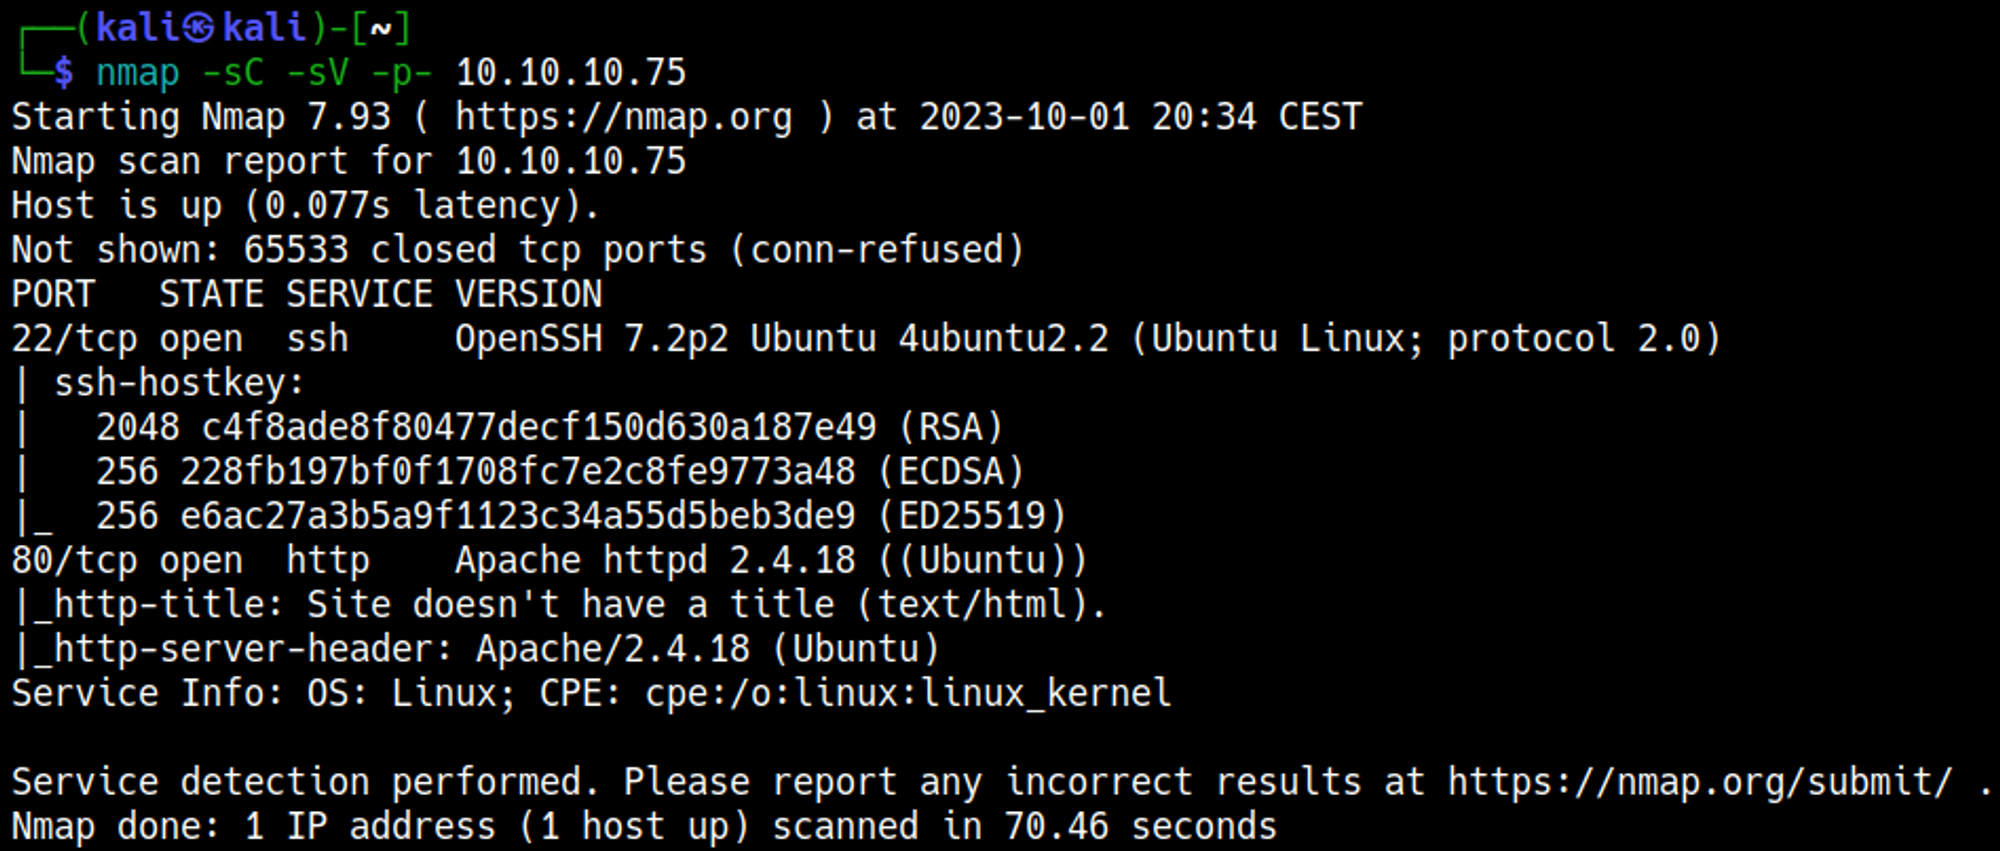 ┌──(kali㉿kali)-[~]
└─$ nmap -sC -sV -p- 10.10.10.75
Starting Nmap 7.93 ( https://nmap.org ) at 2023-10-01 20:34 CEST
Nmap scan report for 10.10.10.75
Host is up (0.077s latency).
Not shown: 65533 closed tcp ports (conn-refused)
PORT   STATE SERVICE VERSION
22/tcp open  ssh     OpenSSH 7.2p2 Ubuntu 4ubuntu2.2 (Ubuntu Linux; protocol 2.0)
| ssh-hostkey:
|   2048 c4f8ade8f80477decf150d630a187e49 (RSA)
|   256 228fb197bf0f1708fc7e2c8fe9773a48 (ECDSA)
|_  256 e6ac27a3b5a9f1123c34a55d5beb3de9 (ED25519)
80/tcp open  http    Apache httpd 2.4.18 ((Ubuntu))
|_http-title: Site doesn't have a title (text/html).
|_http-server-header: Apache/2.4.18 (Ubuntu)
Service Info: OS: Linux; CPE: cpe:/o:linux:linux_kernel

Service detection performed. Please report any incorrect results at https://nmap.org/submit/ .
Nmap done: 1 IP address (1 host up) scanned in 70.46 seconds